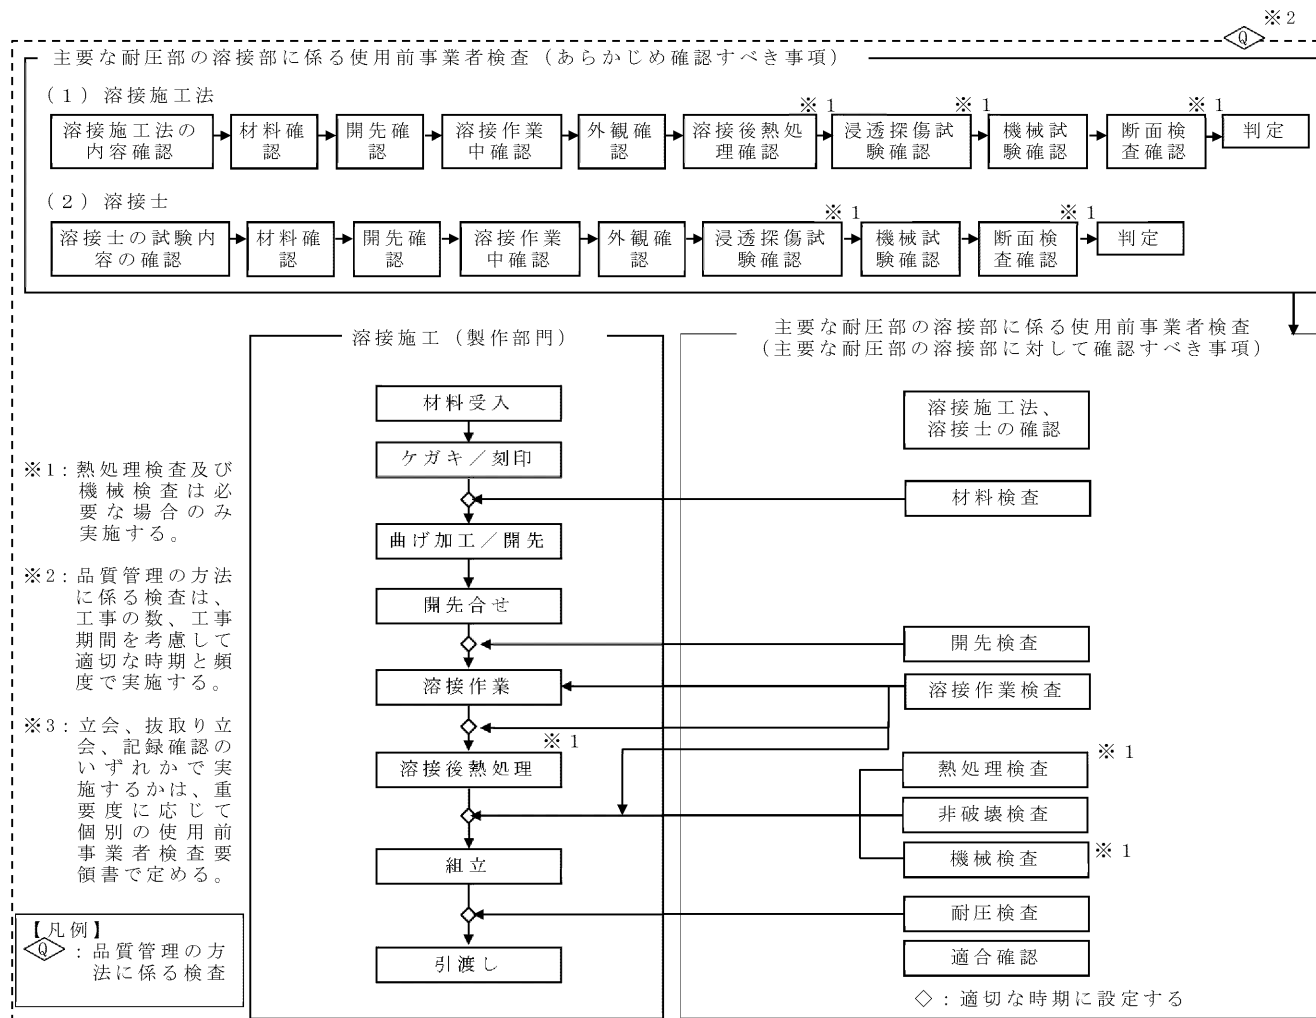 ※2
Q
主要な耐圧部の溶接部に係る使用前事業者検査（あらかじめ確認すべき事項）
（1）溶接施工法
※1
※1
※1
溶接施工法の
内容確認
材料確
認
開先確
認
溶接作業
中確認
外観確
認
溶接後熱処
理確認
浸透探傷試
験確認
機械試
験確認
断面検
査確認
判定
（2）溶接士
※1
※1
溶接士の試験内
容の確認
材料確
認
開先確
認
溶接作業
中確認
外観確
認
浸透探傷試
験確認
機械試
験確認
断面検
査確認
判定
溶接施工（製作部門）
材料受入
ケガキ／刻印
曲げ加工／開先
開先合せ
溶接作業
※1
溶接後熱処理
組立
引渡し
主要な耐圧部の溶接部に係る使用前事業者検査
（主要な耐圧部の溶接部に対して確認すべき事項）
溶接施工法、
溶接士の確認
材料検査
開先検査
溶接作業検査
熱処理検査
※1
非破壊検査
機械検査
※1
耐圧検査
適合確認
◇：適切な時期に設定する
※1：熱処理検査及び
機械検査は必
要な場合のみ
実施する。
※2：品質管理の方法
に係る検査は、
工事の数、工事
期間を考慮して
適切な時期と頻
度で実施する。
※3：立会、抜取り立
会、記録確認の
いずれかで実
施するかは、重
要度に応じて
個別の使用前
事業者検査要
領書で定める。
【凡例】
Q：品質管理の方
法に係る検査